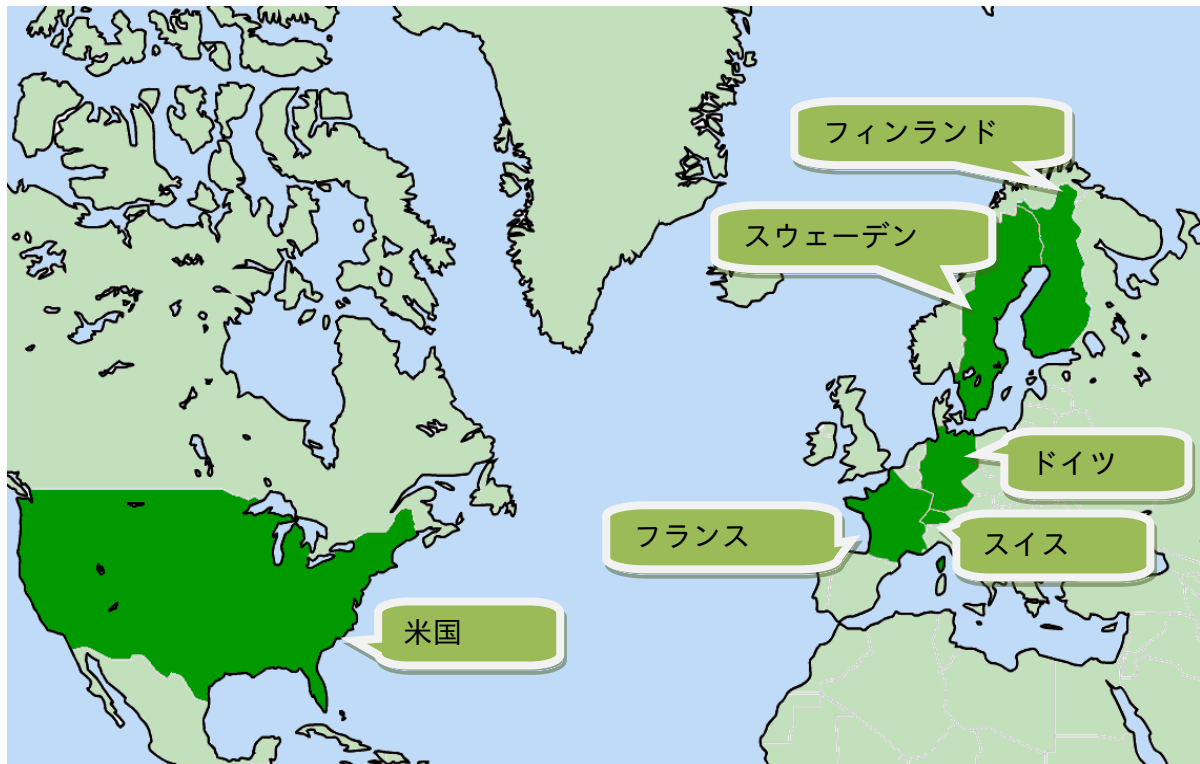 フィンランド
スウェーデン
ドイツ
フランス
スイス
米国